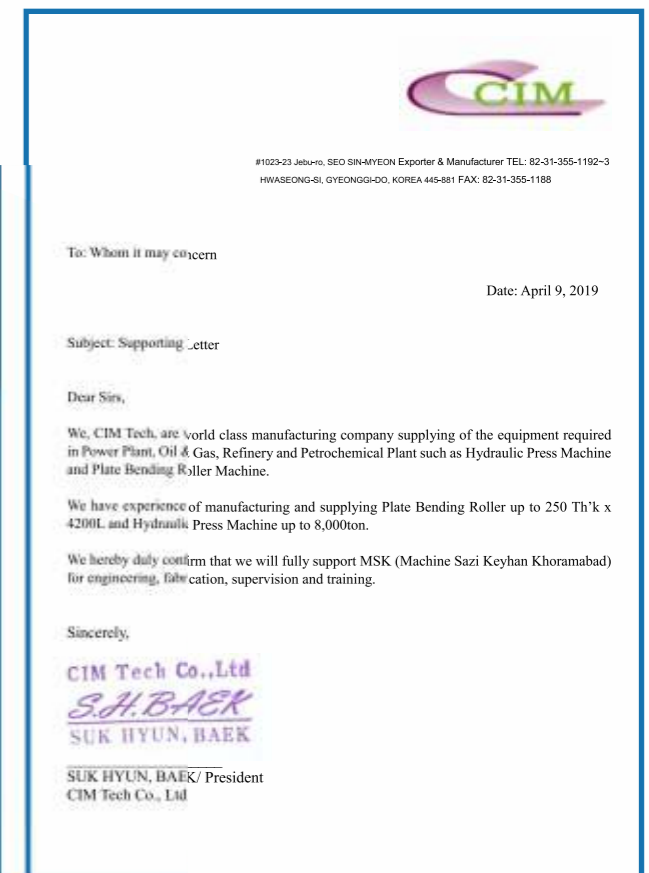 CIM
#1023-23 Jebu-ro, SEO SIN-MYEON Exporter & Manufacturer TEL: 82-31-355-1192~3
HWASEONG-SI, GYEONGGI-DO, KOREA 445-881 FAX: 82-31-355-1188
To: Whom it may concern
Date: April 9, 2019
Subject: Supporting Letter
Dear Sirs,
We, CIM Tech, are world class manufacturing company supplying of the equipment required
in Power Plant, Oil & Gas, Refinery and Petrochemical Plant such as Hydraulic Press Machine
and Plate Bending Roller Machine.
We have experience of manufacturing and supplying Plate Bending Roller up to 250 Th'k x
4200L and Hydraulic Press Machine up to 8,000ton.
We hereby duly confirm that we will fully support MSK (Machine Sazi Keyhan Khoramabad)
for engineering, fabrication, supervision and training.
Sincerely,
CIM Tech Co.,Ltd
S.H.BAEK
SUK HYUN, BAEK
SUK HYUN, BAEK/ President
CIM Tech Co., Ltd